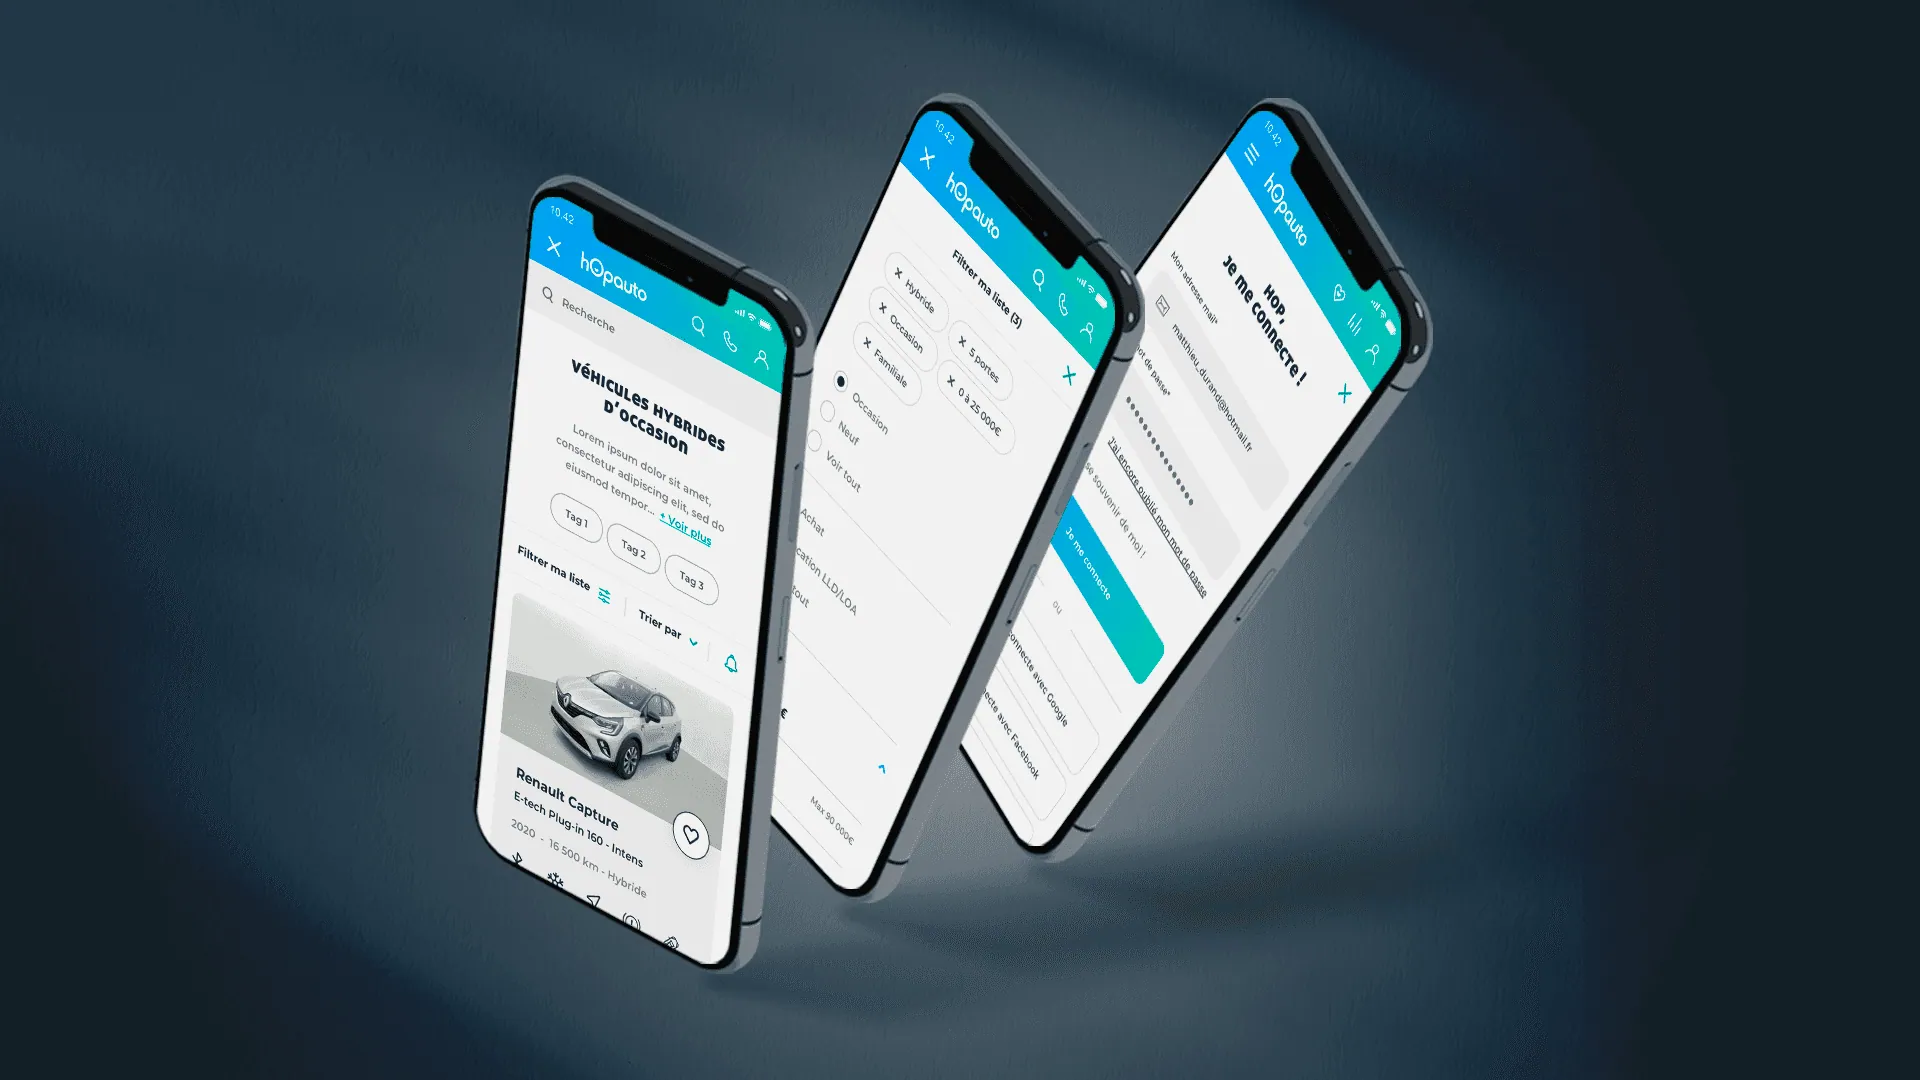 10.42
hOpauto
Recherche
VÉHICULES HYBRIDES
D'OCCASION
Lorem ipsum dolor sit amet,
consectetur adipiscing elit, sed do
eiusmod tempor... + Voir plus
Tag 1
Tag 2
Tag 3
Filtrer ma liste
Trier par
Renault Capture
E-tech Plug-in 160 - Intens
2020 - 16 500 km - Hybride
10.42
hOpauto
Filtrer ma liste (3)
Hybride
5 portes
Occasion
0 à 25 000€
Familiale
Occasion
Neuf
Voir tout
Achat
cation LLD/LOA
tout
€
Max 90 000€
10.42
hOpauto
HOP,
JE ME CONNECTE !
Mon adresse mail*
matthieu_durand@hotmail.fr
ot de passe*
J'ai encore oublié mon mot de passe
se souvenir de moi !
Je me connecte
ou
onnecte avec Google
ecte avec Facebook